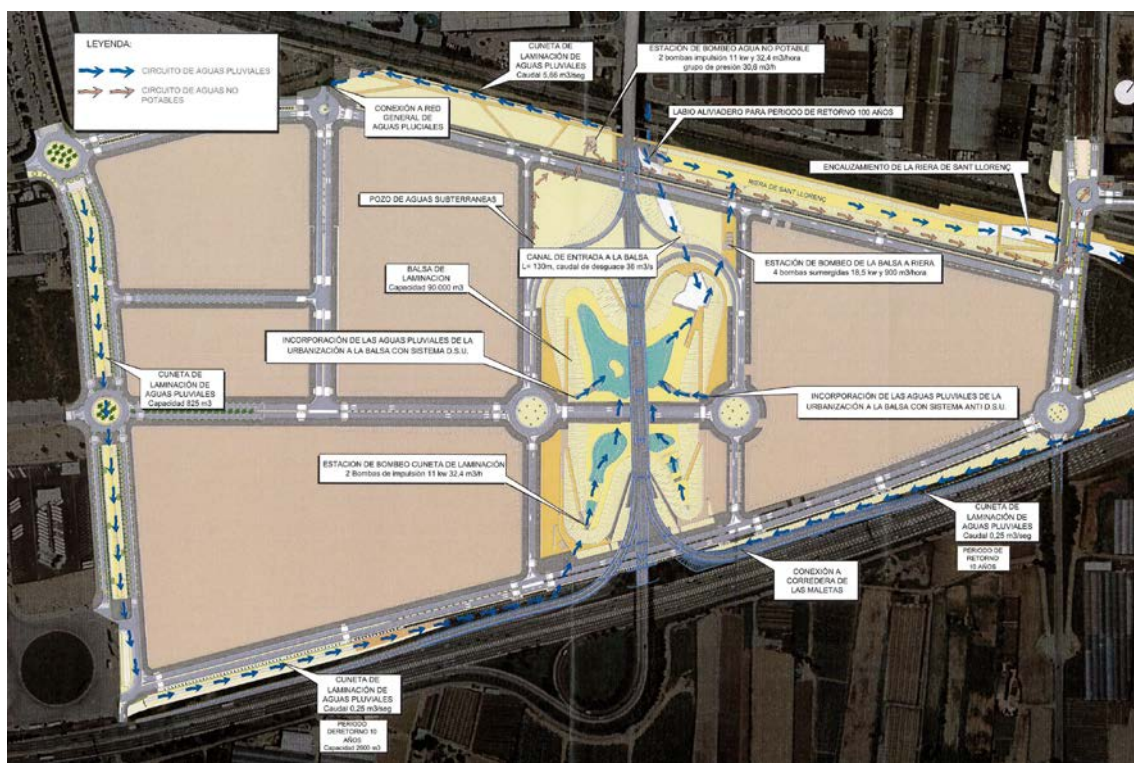 LEYENDA:
CIRCUITO DE AGUAS PLUVIALES
CIRCUITO DE AGUAS NO
POTABLES
CUNETA DE
LAMINACIÓN DE
AGUAS PLUVIALES
Caudal 5,66 m3/seg
ESTACIÓN DE BOMBEO AGUA NO POTABLE
2 bombas impulsión 11 kw y 32,4 m3/hora
grupo de presión 30,6 m3/h
CONEXIÓN A RED
GENERAL DE
AGUAS PLUCIALES
LABIO ALIVIADERO PARA PERIODO DE RETORNO 100 AÑOS
ENCAUZAMIENTO DE LA RIERA DE SANT LLORENÇ
RIERA DE SANT LLORENÇ
POZO DE AGUAS SUBTERRANEAS
CANAL DE ENTRADA A LA BALSA
L= 130m, caudal de desguace 36 m3/s
ESTACIÓN DE BOMBEO DE LA BALSA A RIERA
4 bombas sumergidas 18,5 kw y 900 m3/hora
BALSA DE
LAMINACIÓN
Capacidad 90.000 m3
INCORPORACIÓN DE LAS AGUAS PLUVIALES DE LA
URBANIZACIÓN A LA BALSA CON SISTEMA D.S.U.
CUNETA DE
LAMINACIÓN DE
AGUAS PLUVIALES
Capacidad 825 m3
INCORPORACIÓN DE LAS AGUAS PLUVIALES DE LA
URBANIZACIÓN A LA BALSA CON SISTEMA ANTI D.S.U.
ESTACION DE BOMBEO CUNETA DE LAMINACIÓN
2 Bombas de impulsión 11 kw 32,4 m3/h
CUNETA DE
LAMINACIÓN DE
AGUAS PLUVIALES
Caudal 0,25 m3/seg
PERIODO DE
RETORNO
10 AÑOS
CONEXIÓN A
CORREDERA DE
LAS MALETAS
CUNETA DE
LAMINACIÓN DE
AGUAS PLUVIALES
Caudal 0,25 m3/seg
PERIODO
DERETORNO 10
AÑOS
Capacidad 2000 m3